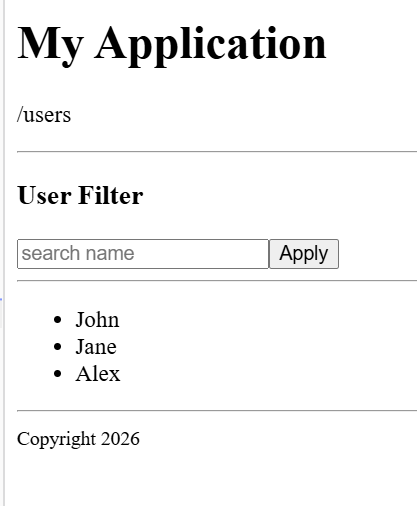 My Application
/users
User Filter
search name Apply
John
Jane
Alex
Copyright 2026